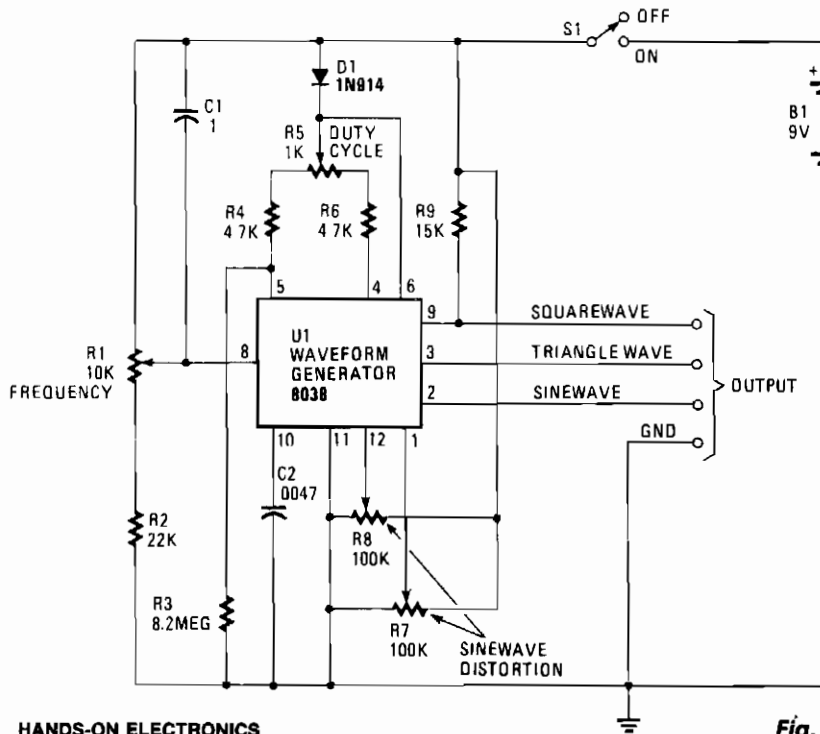 OFF
S1
ON
D1
1N914
+
B1
9V
C1
.1
R5
1K
DUTY
CYCLE
R4
4.7K
R6
4.7K
R9
15K
5
4
6
9
SQUAREWAVE
U1
WAVEFORM
GENERATOR
8038
8
3
TRIANGLE WAVE
2
SINEWAVE
OUTPUT
GND
R1
10K
FREQUENCY
10
11
12
1
C2
.0047
R2
22K
R8
100K
R3
8.2MEG
R7
100K
SINEWAVE
DISTORTION
HANDS-ON ELECTRONICS
Fig.